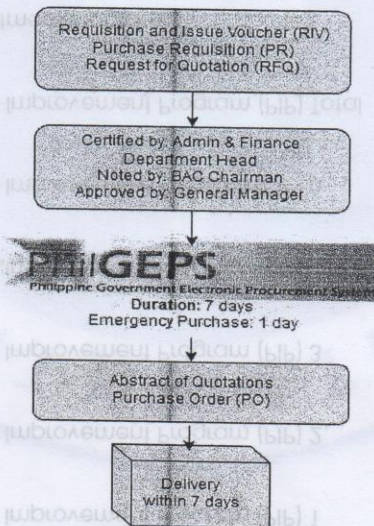 Requisition and Issue Voucher (RIV)
Purchase Requisition (PR)
Request for Quotation (RFQ)
Certified by: Admin & Finance
Department Head
Noted by: BAC Chairman
Approved by: General Manager
PhilGEPS
Philippine Government Electronic Procurement System
Duration: 7 days
Emergency Purchase: 1 day
Abstract of Quotations
Purchase Order (PO)
Delivery
within 7 days
Improvement Program (PIP) Total
Improvement Program (PIP) 3
Improvement Program (PIP) 2
Improvement Program (PIP) 1